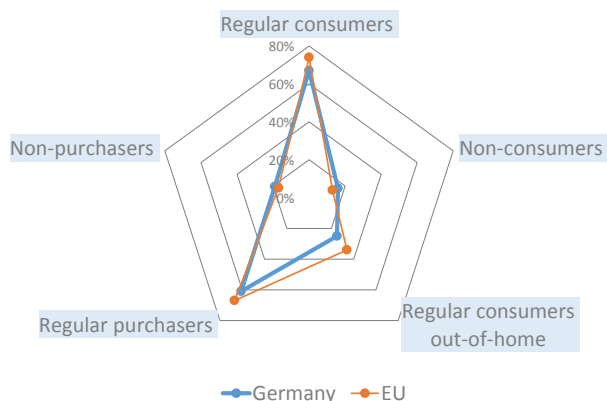 Regular consumers
80%
60%
40%
20%
0%
Non-purchasers
Non-consumers
Regular purchasers
Regular consumers
out-of-home
Germany
EU